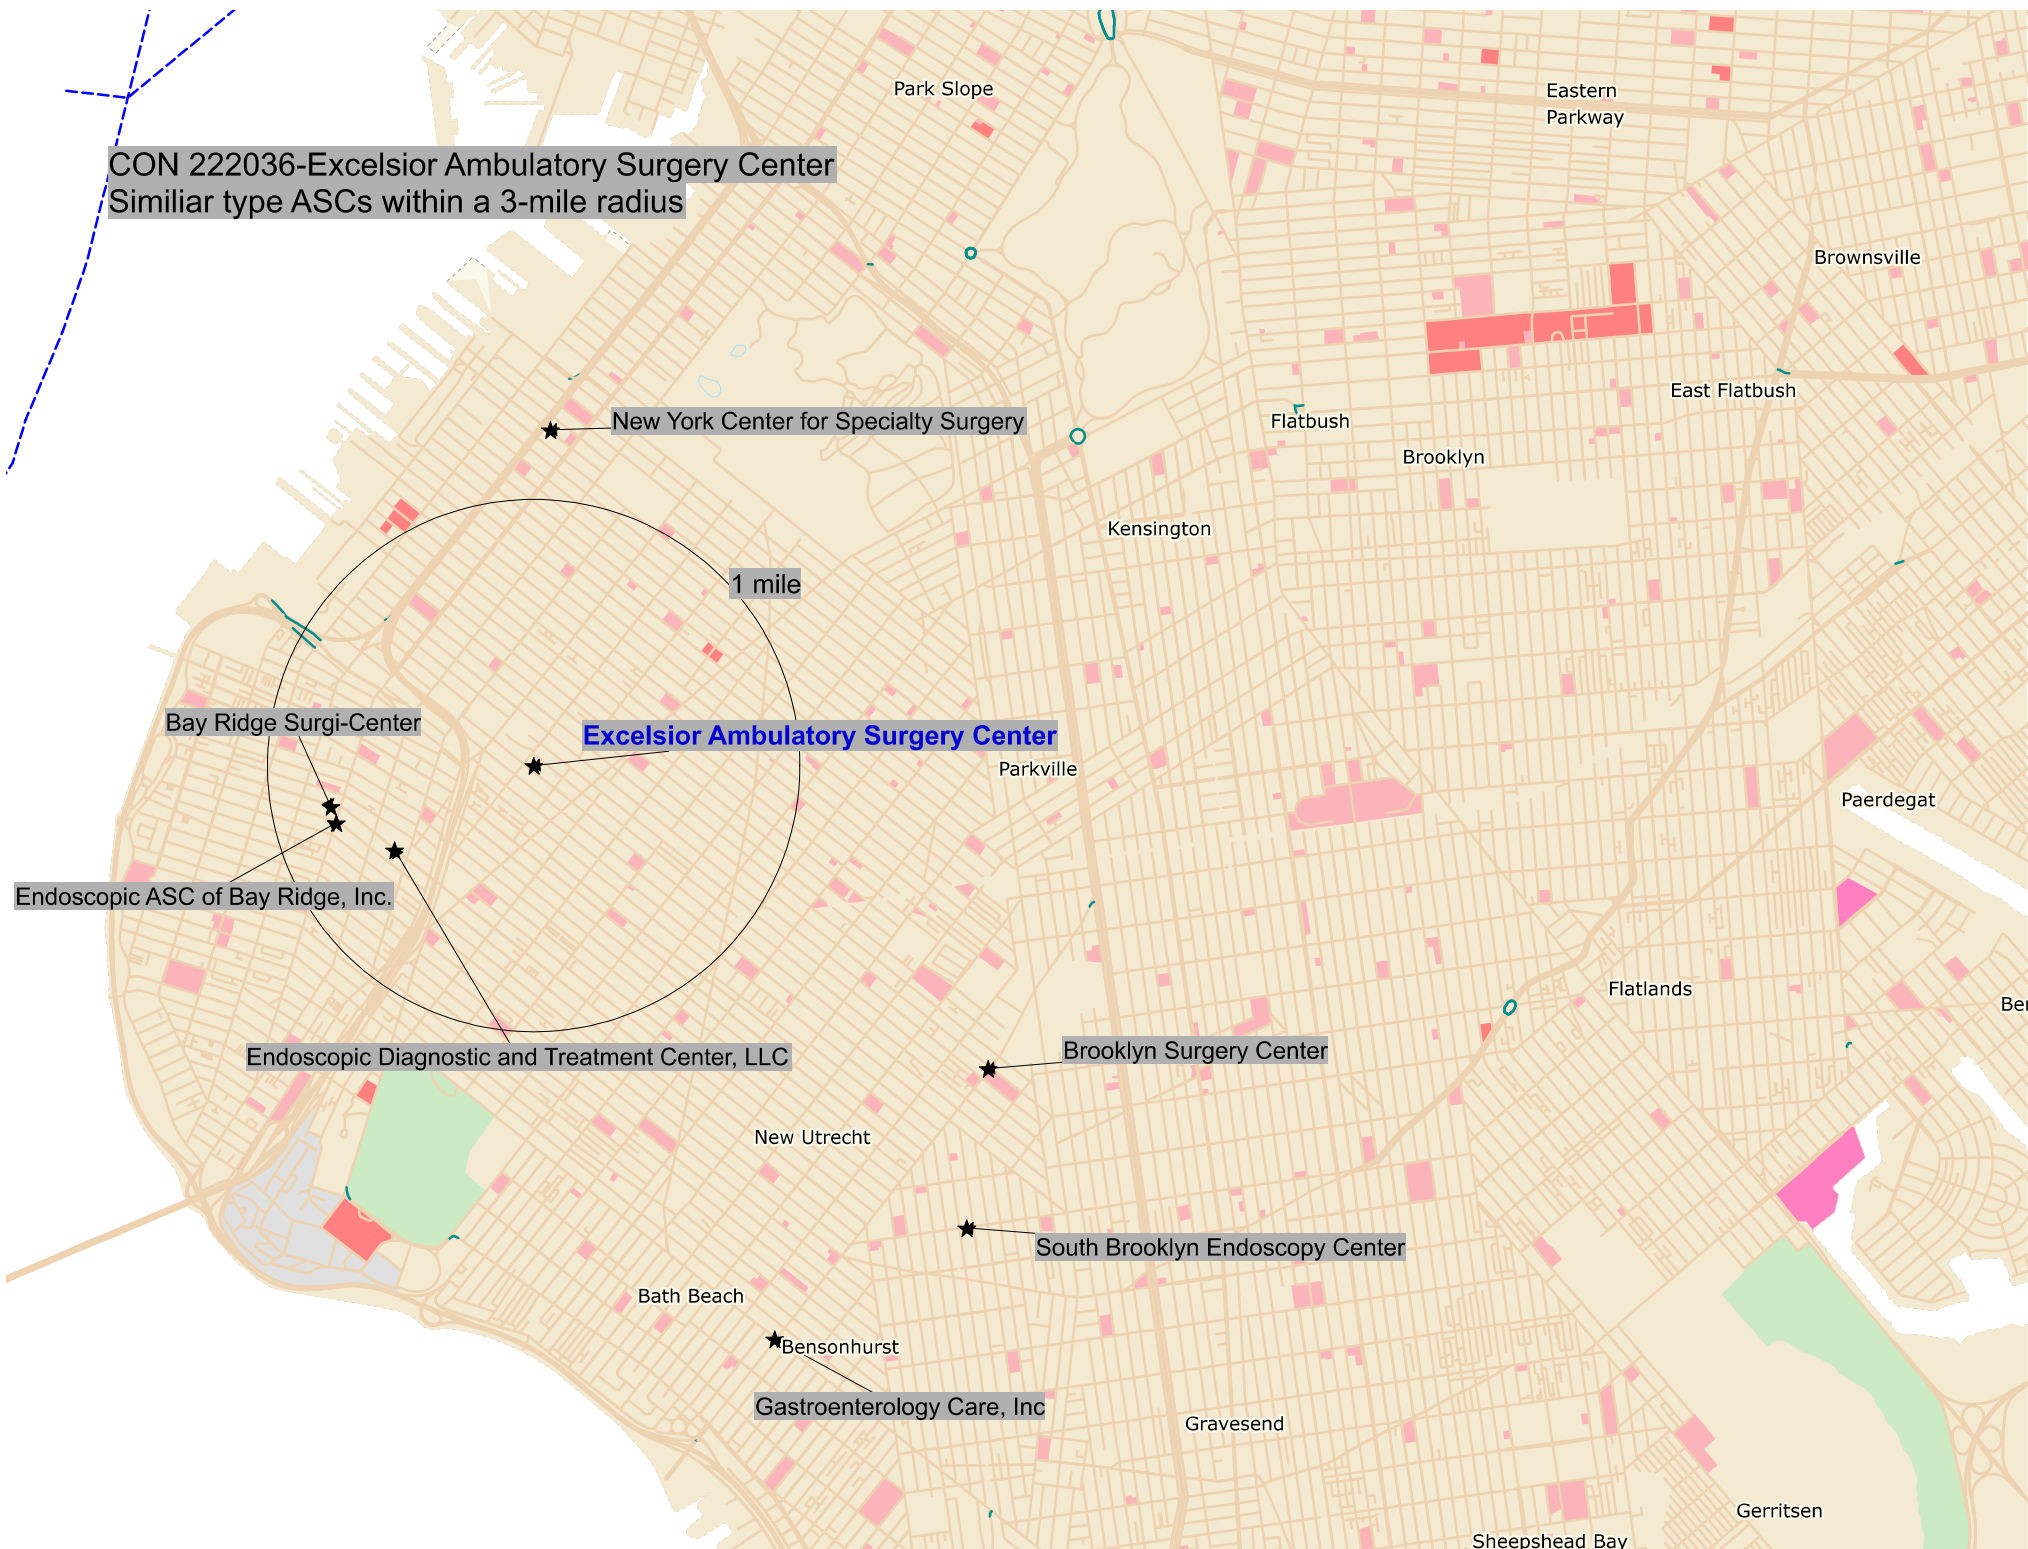 Park Slope
Eastern
Parkway
CON 222036-Excelsior Ambulatory Surgery Center
Similiar type ASCs within a 3-mile radius
Brownsville
East Flatbush
New York Center for Specialty Surgery
Flatbush
Brooklyn
Kensington
1 mile
Bay Ridge Surgi-Center
Excelsior Ambulatory Surgery Center
Parkville
Paerdegat
Endoscopic ASC of Bay Ridge, Inc.
Flatlands
Ber
Endoscopic Diagnostic and Treatment Center, LLC
Brooklyn Surgery Center
New Utrecht
South Brooklyn Endoscopy Center
Bath Beach
Bensonhurst
Gastroenterology Care, Inc
Gravesend
Gerritsen
Sheepshead Bay